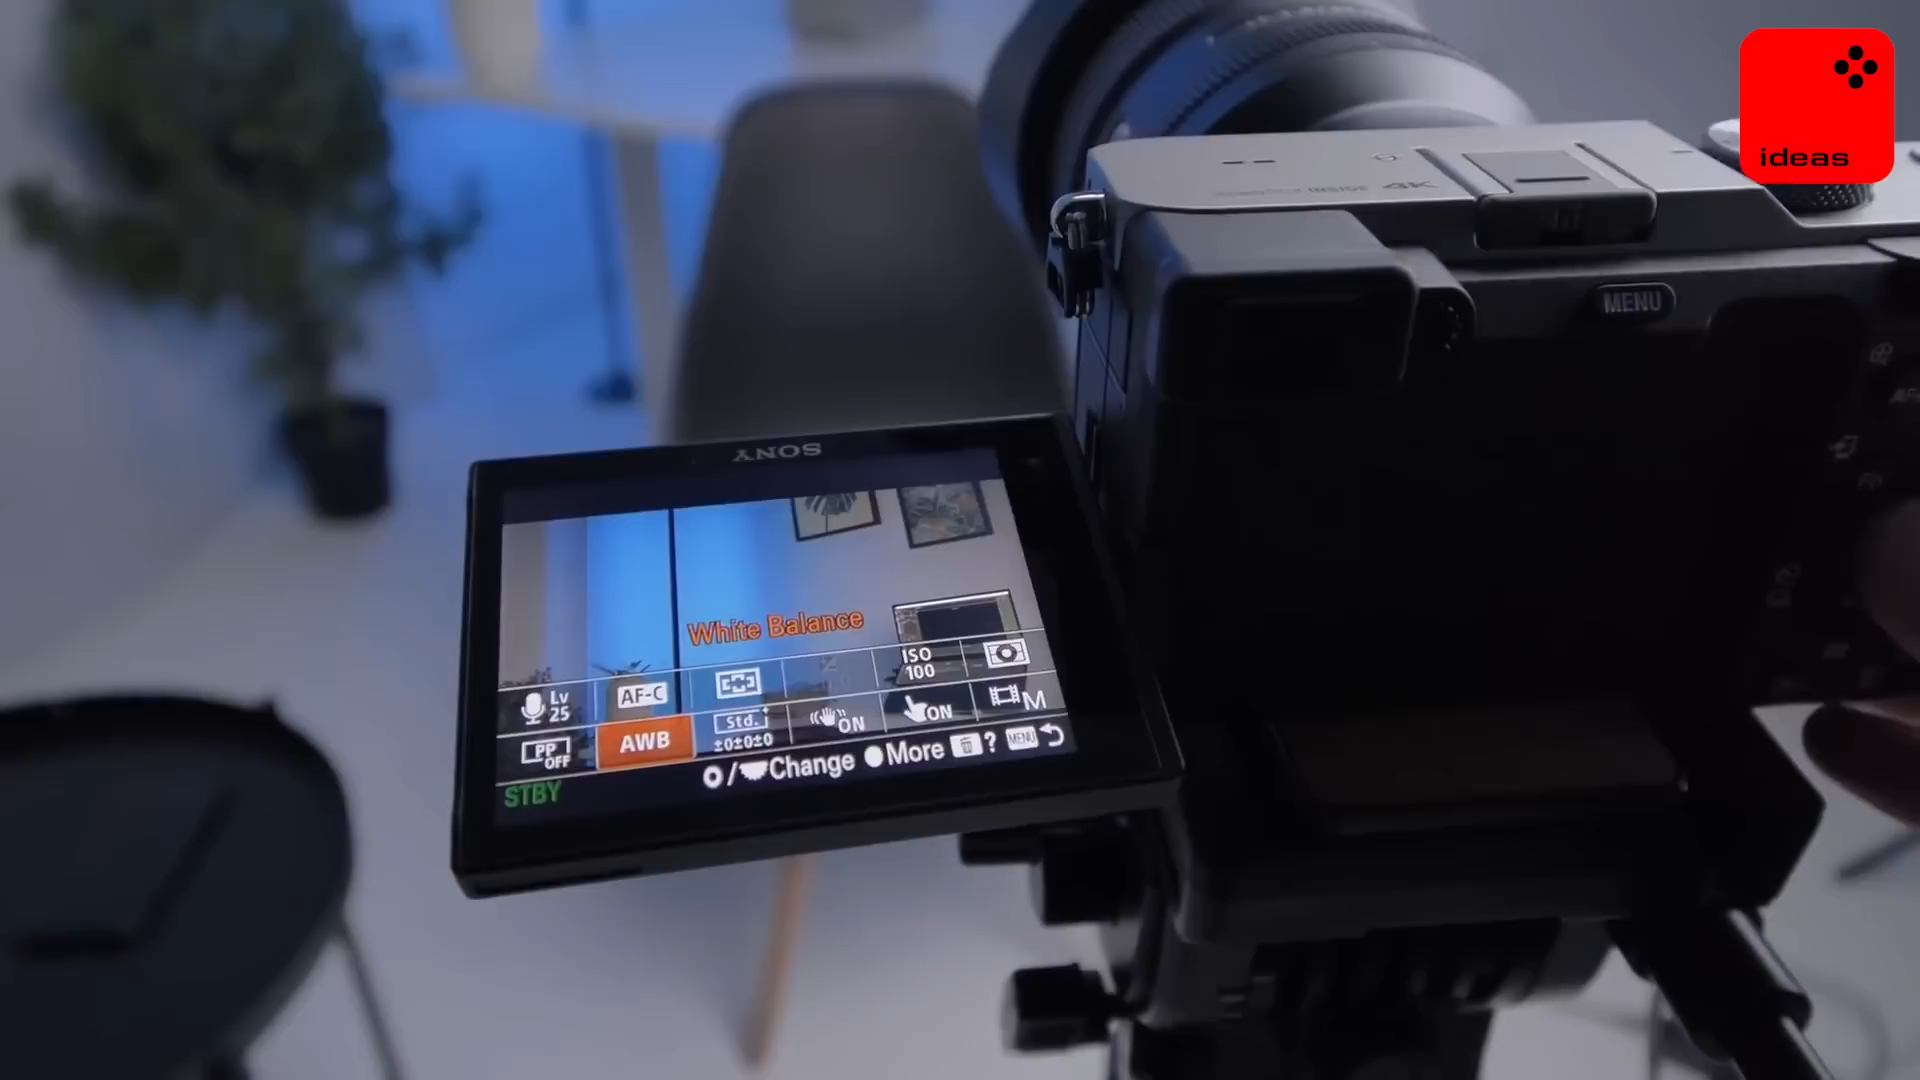 ideas
INSIDE 4K
MENU
SONY
White Balance
Lv 25
AF-C
ISO 100
PP OFF
AWB
Std.
±0±0±0
ON
ON
M
/ Change More ? MENU
STBY